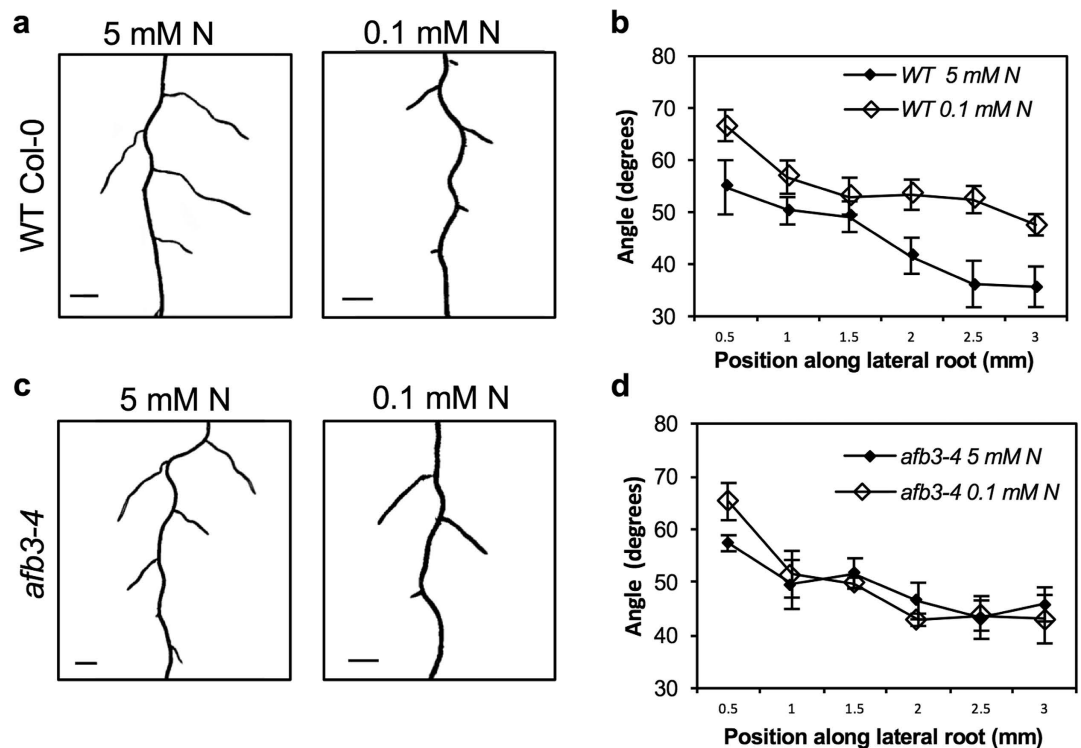 a
5 mM N
0.1 mM N
WT Col-0
b
80
70
60
50
40
30
Angle (degrees)
WT 5 mM N
WT 0.1 mM N
0.5 1 1.5 2 2.5 3
Position along lateral root (mm)
c
5 mM N
0.1 mM N
afb3-4
d
80
70
60
50
40
30
Angle (degrees)
afb3-4 5 mM N
afb3-4 0.1 mM N
0.5 1 1.5 2 2.5 3
Position along lateral root (mm)